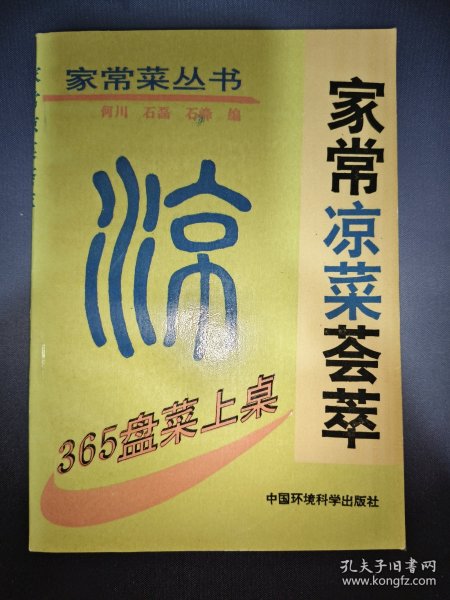 家常菜丛书
何川 石磊 石淼 编
家常凉菜荟萃
凉
365盘菜上桌
中国环境科学出版社
孔夫子旧书网
www.kongfz.com